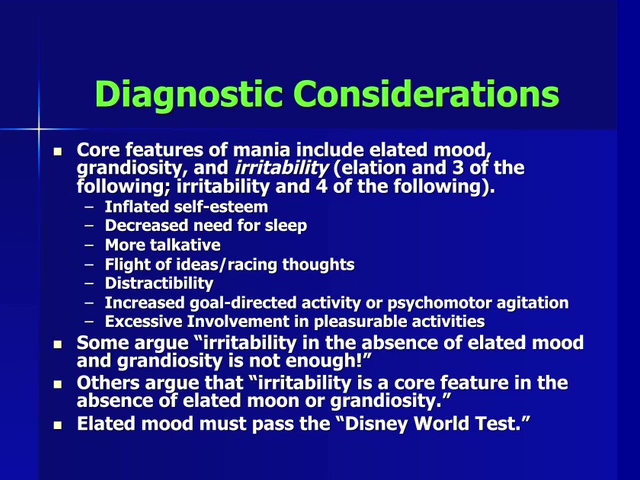 Diagnostic Considerations
■ Core features of mania include elated mood,
grandiosity, and irritability (elation and 3 of the
following; irritability and 4 of the following).
– Inflated self-esteem
– Decreased need for sleep
– More talkative
– Flight of ideas/racing thoughts
– Distractibility
– Increased goal-directed activity or psychomotor agitation
– Excessive Involvement in pleasurable activities
■ Some argue “irritability in the absence of elated mood
and grandiosity is not enough!”
■ Others argue that “irritability is a core feature in the
absence of elated moon or grandiosity.”
■ Elated mood must pass the “Disney World Test.”